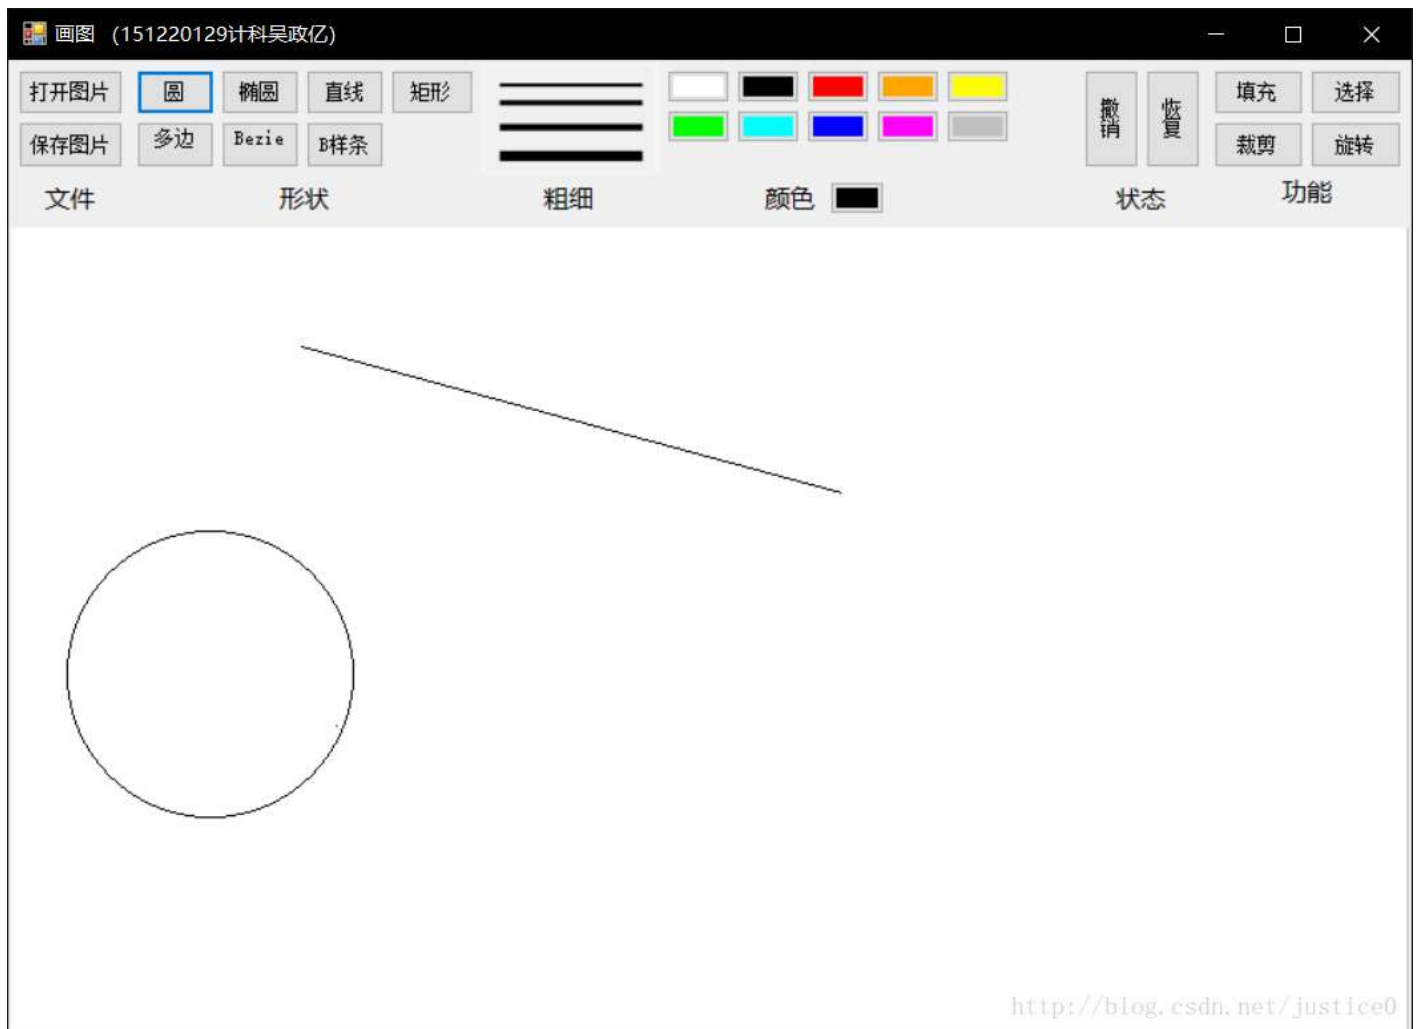 画图 (151220129计科吴政亿)
打开图片 圆 椭圆 直线 矩形 撤销 恢复 填充 选择
保存图片 多边 Bezie B样条 裁剪 旋转
文件 形状 粗细 颜色 状态 功能
http://blog.csdn.net/justice0